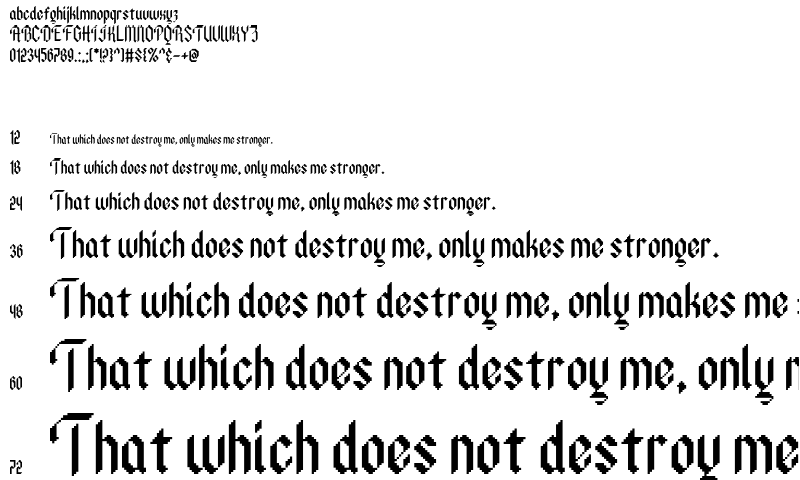 abcdefghijklmnopqrstuvwxyz
ABCDEFGHIJKLMNOPQRSTUVWXYZ
0123456789.:,;(*!?}^)#${%^&-+@
12 That which does not destroy me, only makes me stronger.
18 That which does not destroy me, only makes me stronger.
24 That which does not destroy me, only makes me stronger.
36 That which does not destroy me, only makes me stronger.
48 That which does not destroy me, only makes me s
60 That which does not destroy me, only
72 That which does not destroy me